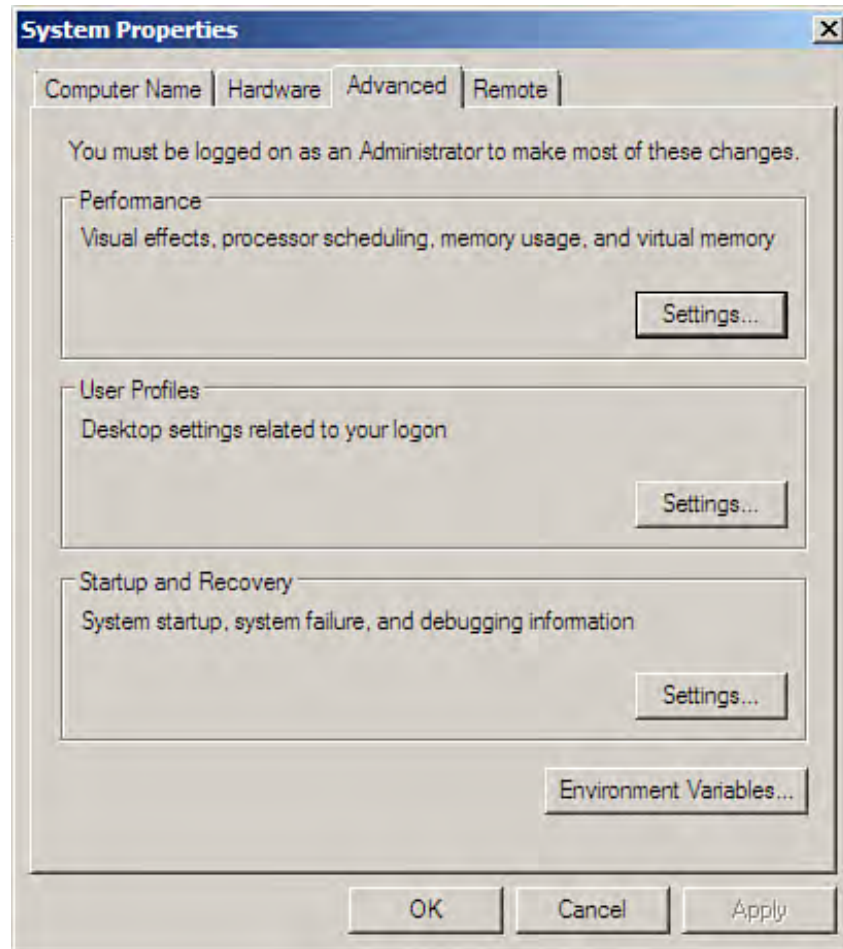 System Properties
Computer Name
Hardware
Advanced
Remote
You must be logged on as an Administrator to make most of these changes.
Performance
Visual effects, processor scheduling, memory usage, and virtual memory
Settings...
User Profiles
Desktop settings related to your logon
Settings...
Startup and Recovery
System startup, system failure, and debugging information
Settings...
Environment Variables...
OK
Cancel
Apply